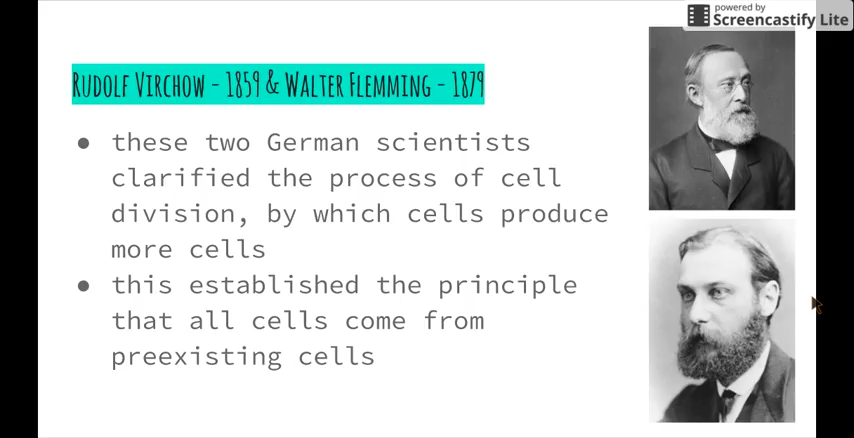 powered by
Screencastify Lite
Rudolf Virchow - 1859 & Walter Flemming - 1879
● these two German scientists
clarified the process of cell
division, by which cells produce
more cells
● this established the principle
that all cells come from
preexisting cells